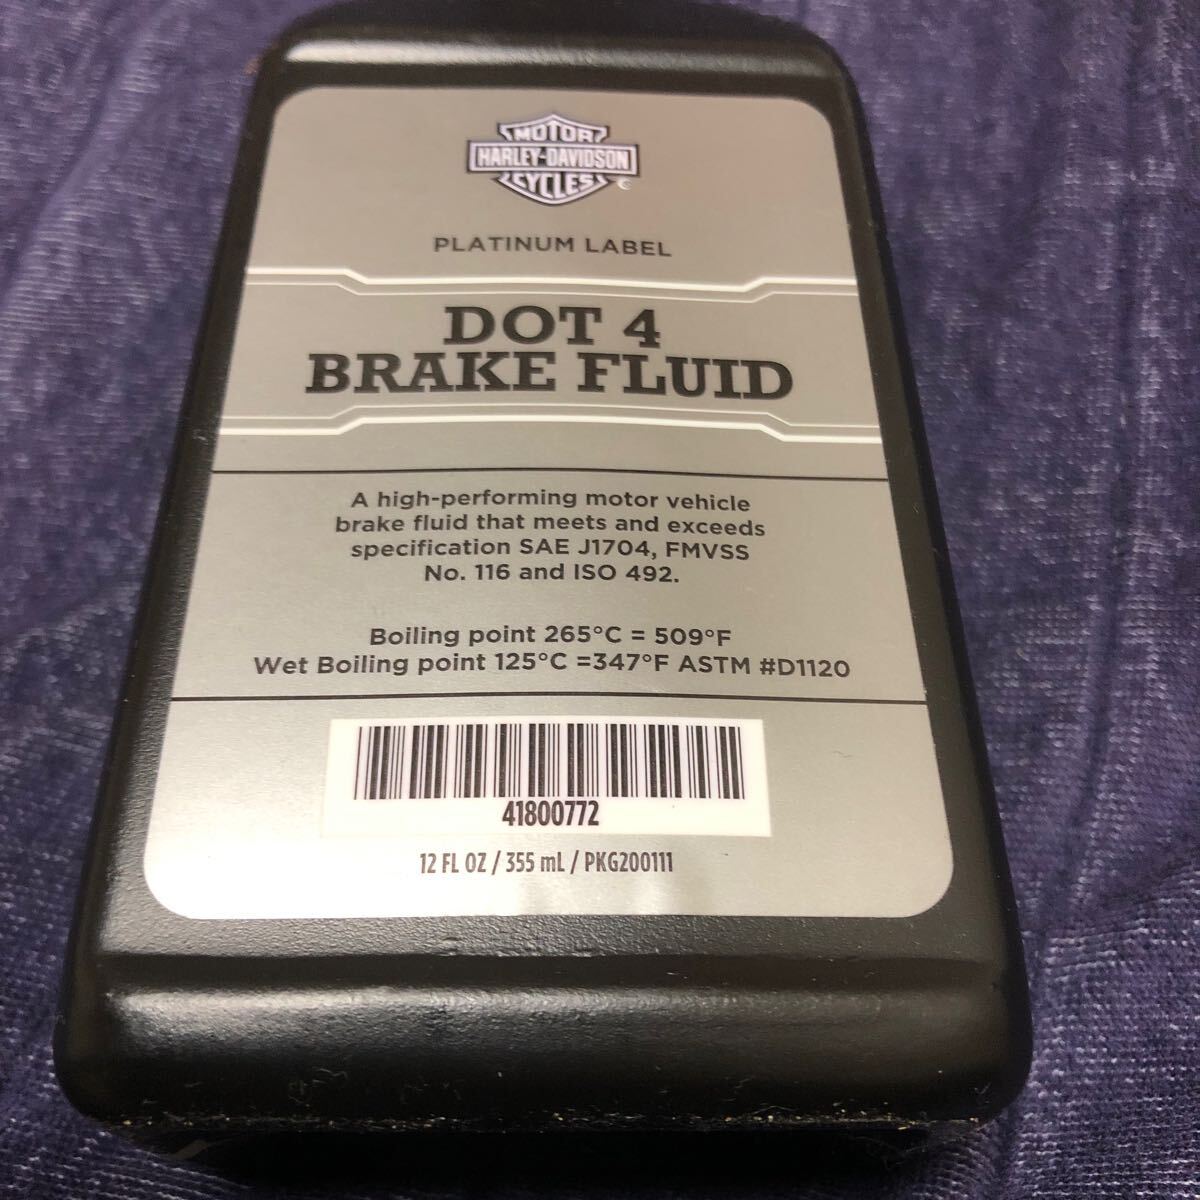 MOTOR
HARLEY-DAVIDSON
CYCLES
PLATINUM LABEL
DOT 4
BRAKE FLUID
A high-performing motor vehicle
brake fluid that meets and exceeds
specification SAE J1704, FMVSS
No. 116 and ISO 492.
Boiling point 265°C = 509°F
Wet Boiling point 125°C =347°F ASTM #D1120
41800772
12 FL OZ / 355 mL / PKG200111